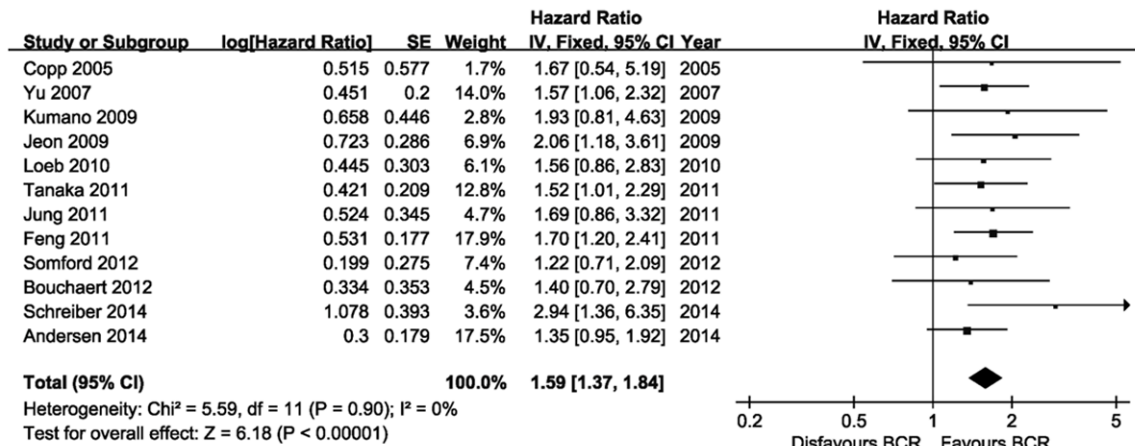 Hazard Ratio Hazard Ratio
Study or Subgroup log[Hazard Ratio] SE Weight IV, Fixed, 95% CI Year IV, Fixed, 95% CI
Copp 2005 0.515 0.577 1.7% 1.67 [0.54, 5.19] 2005
Yu 2007 0.451 0.2 14.0% 1.57 [1.06, 2.32] 2007
Kumano 2009 0.658 0.446 2.8% 1.93 [0.81, 4.63] 2009
Jeon 2009 0.723 0.286 6.9% 2.06 [1.18, 3.61] 2009
Loeb 2010 0.445 0.303 6.1% 1.56 [0.86, 2.83] 2010
Tanaka 2011 0.421 0.209 12.8% 1.52 [1.01, 2.29] 2011
Jung 2011 0.524 0.345 4.7% 1.69 [0.86, 3.32] 2011
Feng 2011 0.531 0.177 17.9% 1.70 [1.20, 2.41] 2011
Somford 2012 0.199 0.275 7.4% 1.22 [0.71, 2.09] 2012
Bouchaert 2012 0.334 0.353 4.5% 1.40 [0.70, 2.79] 2012
Schreiber 2014 1.078 0.393 3.6% 2.94 [1.36, 6.35] 2014
Andersen 2014 0.3 0.179 17.5% 1.35 [0.95, 1.92] 2014
Total (95% CI) 100.0% 1.59 [1.37, 1.84]
Heterogeneity: Chi² = 5.59, df = 11 (P = 0.90); I² = 0%
Test for overall effect: Z = 6.18 (P < 0.00001)
0.2 0.5 1 2 5
Disfavours BCR Favours BCR